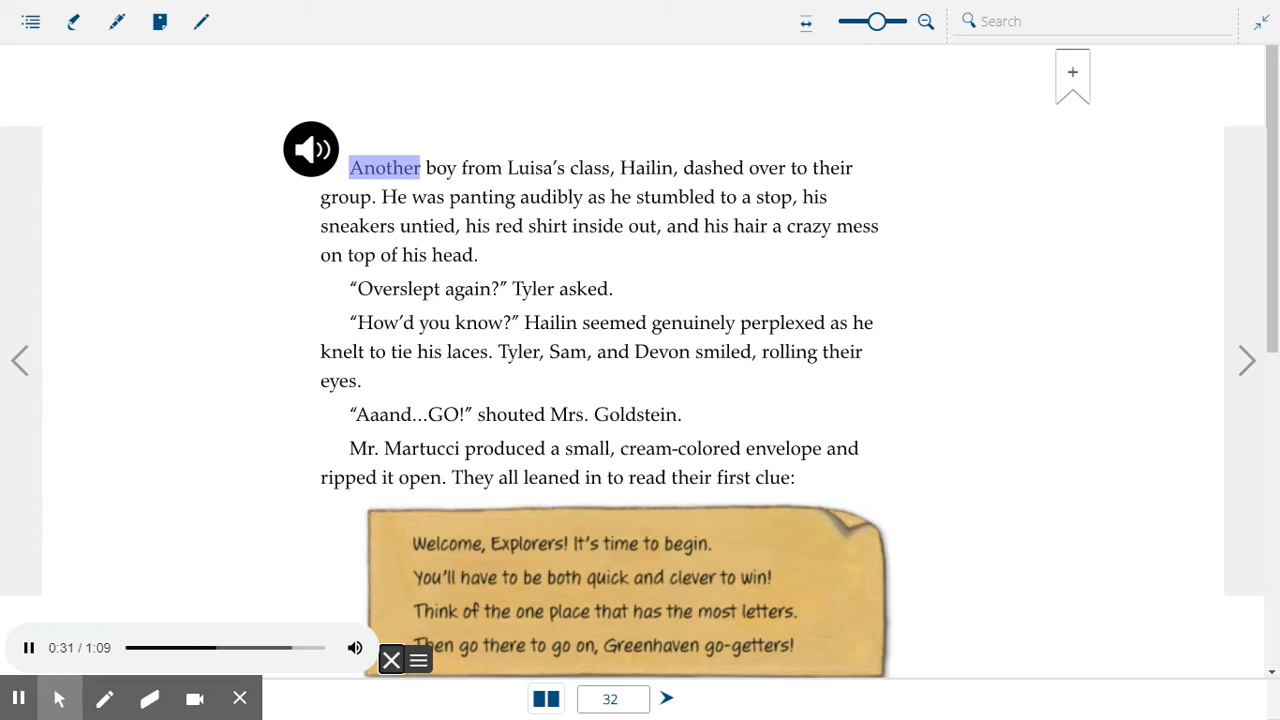 Search
+
Another boy from Luisa’s class, Hailin, dashed over to their
group. He was panting audibly as he stumbled to a stop, his
sneakers untied, his red shirt inside out, and his hair a crazy mess
on top of his head.
“Overslept again?” Tyler asked.
“How’d you know?” Hailin seemed genuinely perplexed as he
knelt to tie his laces. Tyler, Sam, and Devon smiled, rolling their
eyes.
“Aaand...GO!” shouted Mrs. Goldstein.
Mr. Martucci produced a small, cream-colored envelope and
ripped it open. They all leaned in to read their first clue:
Welcome, Explorers! It’s time to begin.
You’ll have to be both quick and clever to win!
Think of the one place that has the most letters.
Then go there to go on, Greenhaven go-getters!
0:31 / 1:09
32